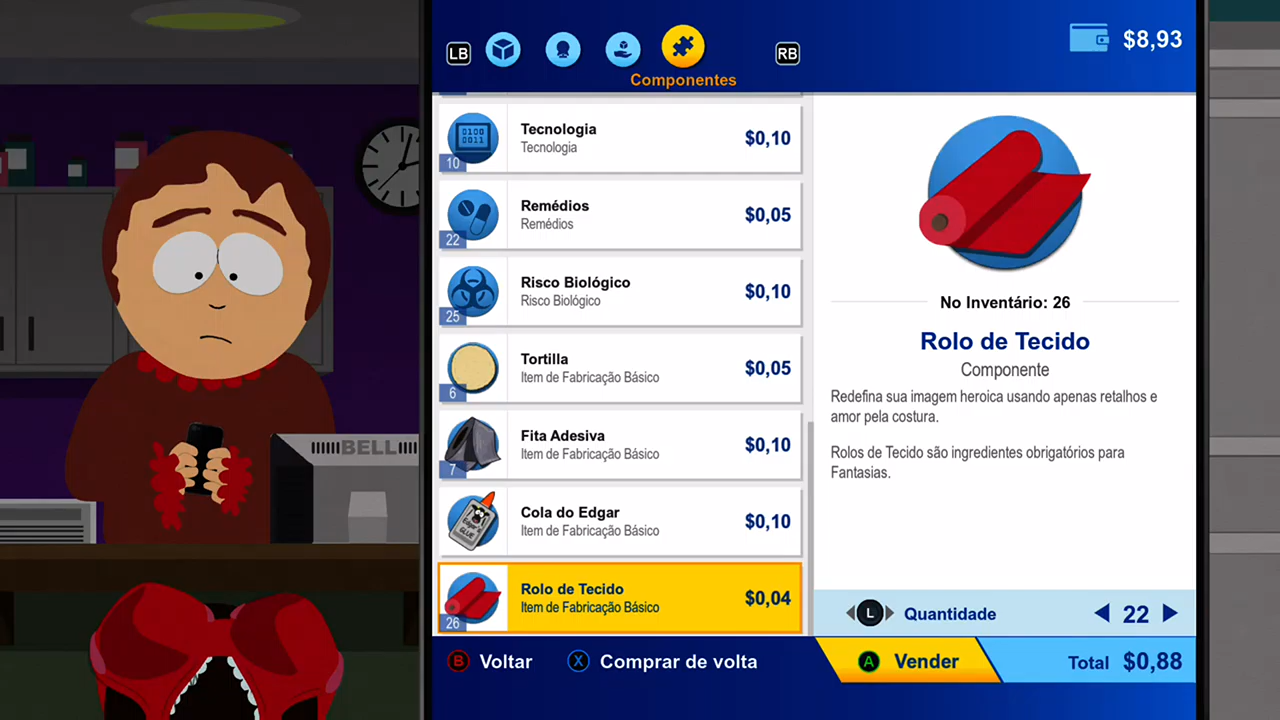 LB
RB
Componentes
$8,93
BELL
Tecnologia
Tecnologia
$0,10
10
Remédios
Remédios
$0,05
22
Risco Biológico
Risco Biológico
$0,10
25
Tortilla
Item de Fabricação Básico
$0,05
6
Fita Adesiva
Item de Fabricação Básico
$0,10
7
Cola do Edgar
Item de Fabricação Básico
$0,10
GLUE
Rolo de Tecido
Item de Fabricação Básico
$0,04
26
No Inventário: 26
Rolo de Tecido
Componente
Redefina sua imagem heroica usando apenas retalhos e
amor pela costura.
Rolos de Tecido são ingredientes obrigatórios para
Fantasias.
L Quantidade 22
B Voltar
X Comprar de volta
A Vender
Total $0,88